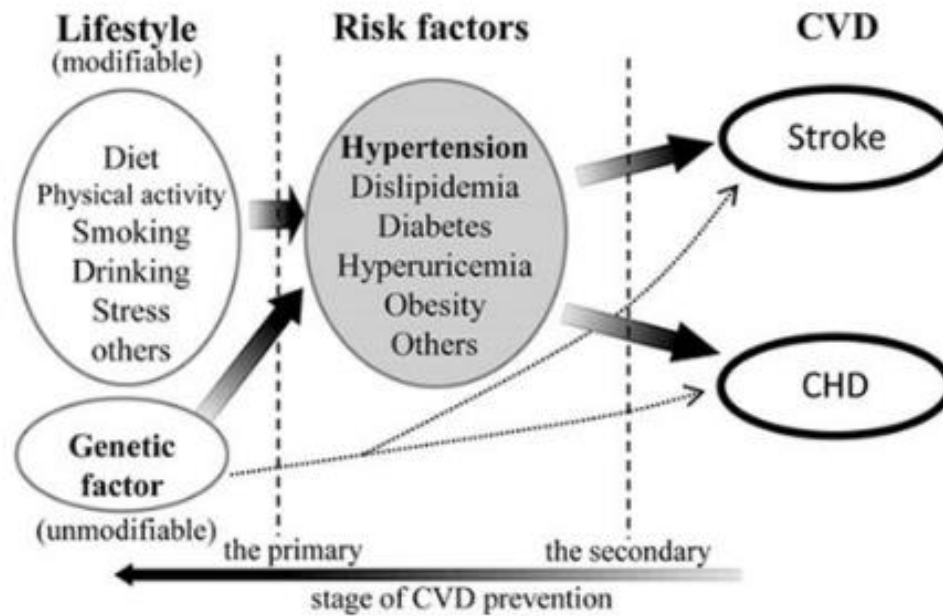 Lifestyle
(modifiable)
Risk factors
CVD
Diet
Physical activity
Smoking
Drinking
Stress
others
Genetic
factor
(unmodifiable)
Hypertension
Dislipidemia
Diabetes
Hyperuricemia
Obesity
Others
Stroke
CHD
the primary
the secondary
stage of CVD prevention